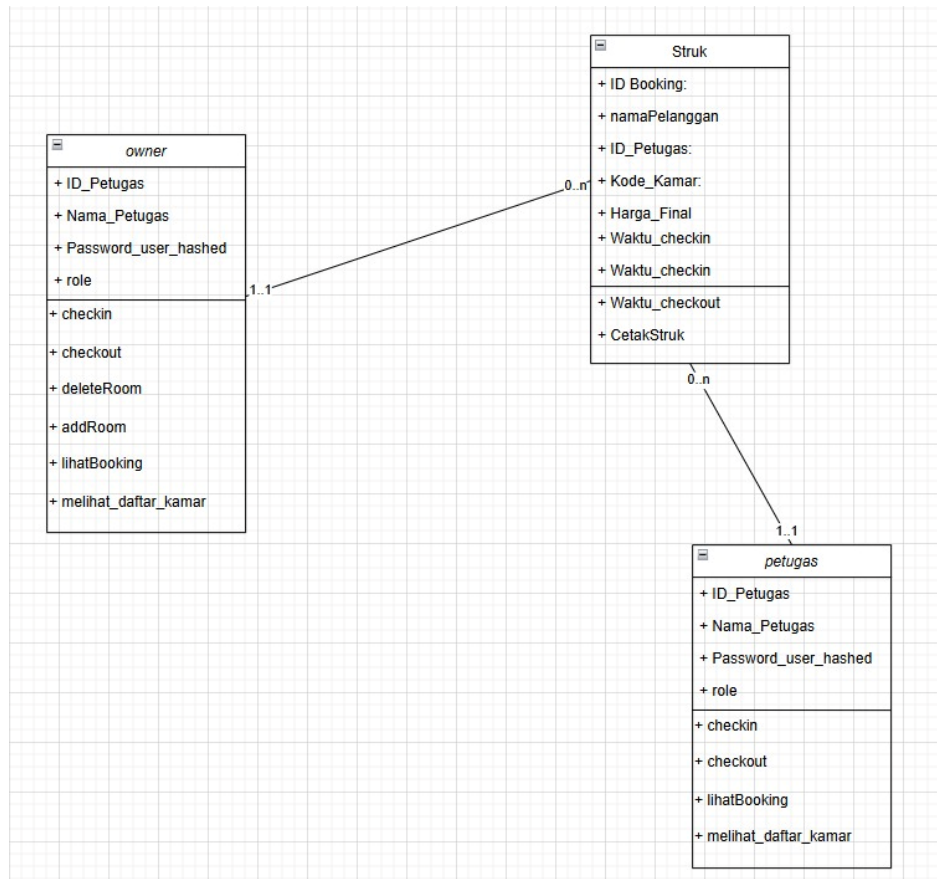 Struk
+ ID Booking:
+ namaPelanggan
+ ID_Petugas:
+ Kode_Kamar:
+ Harga_Final
+ Waktu_checkin
+ Waktu_checkin
+ Waktu_checkout
+ CetakStruk
owner
+ ID_Petugas
+ Nama_Petugas
+ Password_user_hashed
+ role
+ checkin
+ checkout
+ deleteRoom
+ addRoom
+ lihatBooking
+ melihat_daftar_kamar
0..n
1..1
0..n
1..1
petugas
+ ID_Petugas
+ Nama_Petugas
+ Password_user_hashed
+ role
+ checkin
+ checkout
+ lihatBooking
+ melihat_daftar_kamar